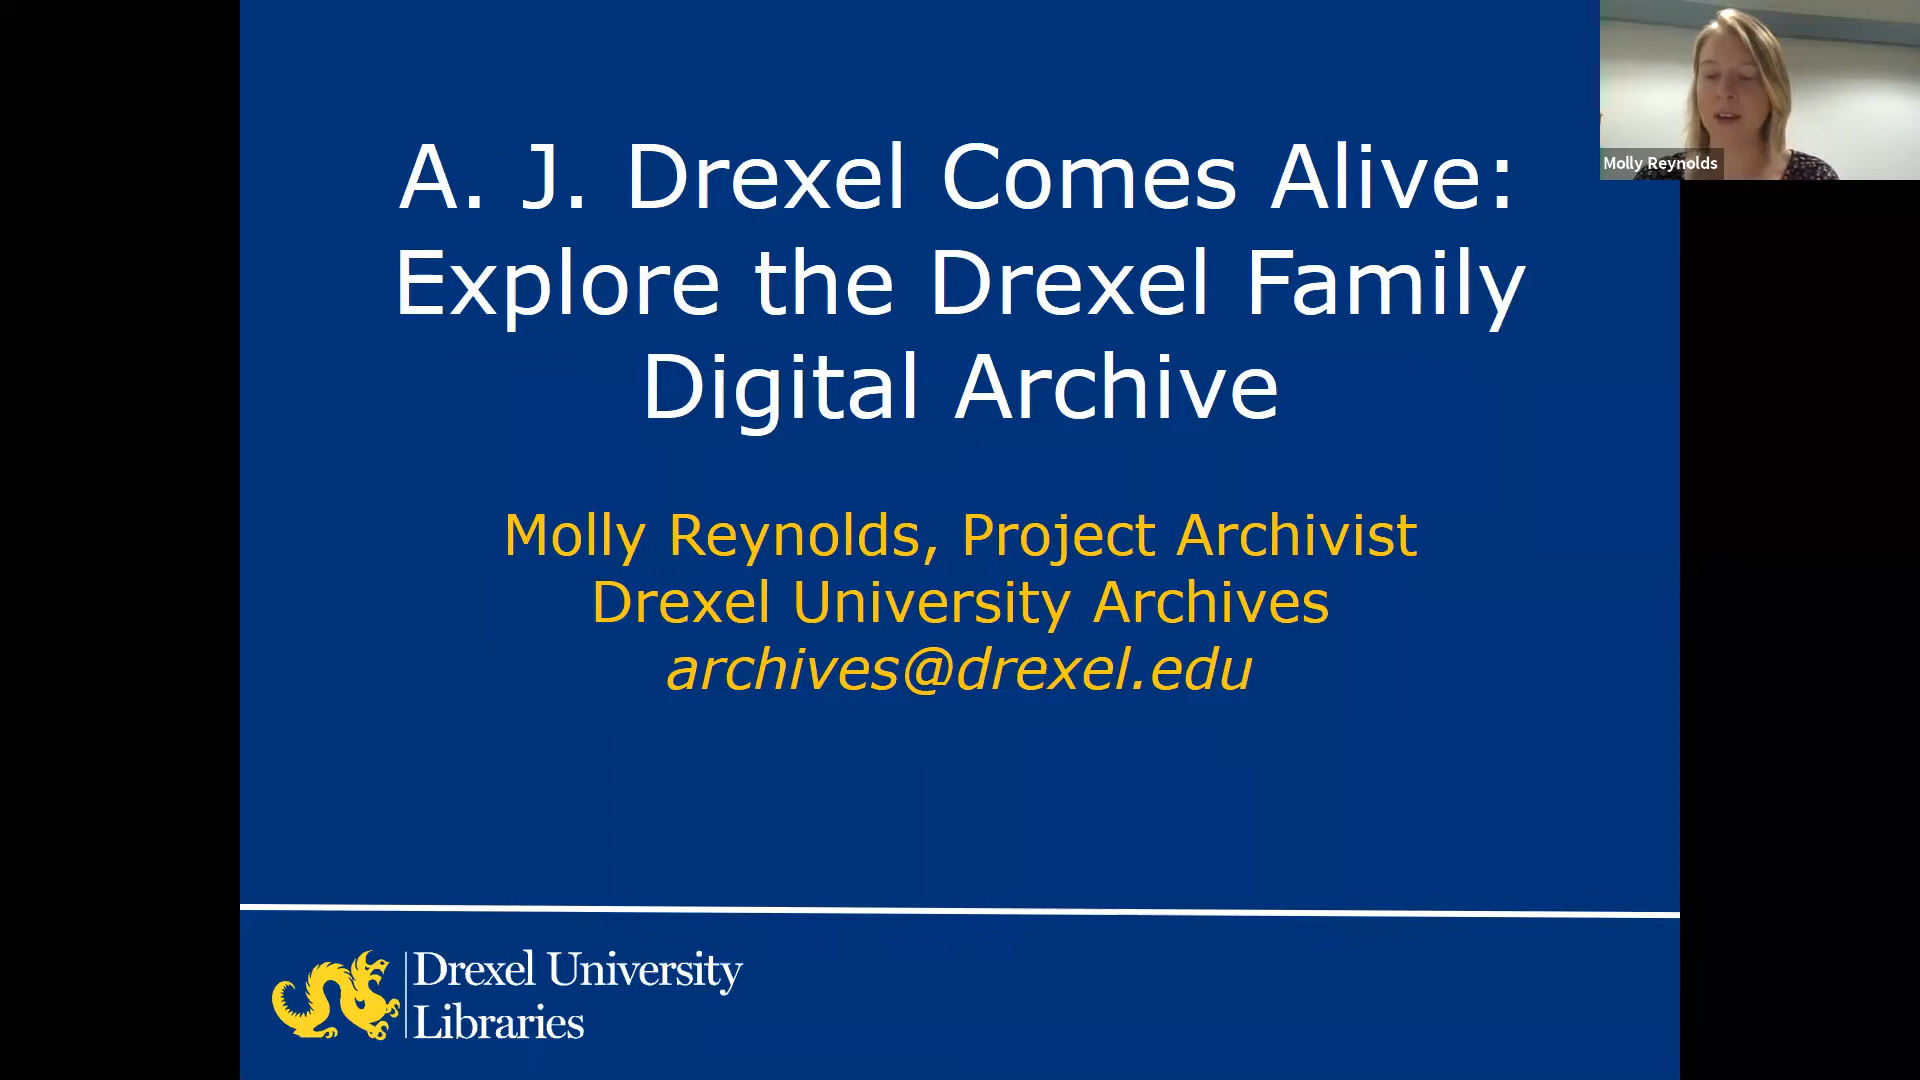 A. J. Drexel Comes Alive:
Explore the Drexel Family
Digital Archive
Molly Reynolds, Project Archivist
Drexel University Archives
archives@drexel.edu
Drexel University
Libraries
Molly Reynolds